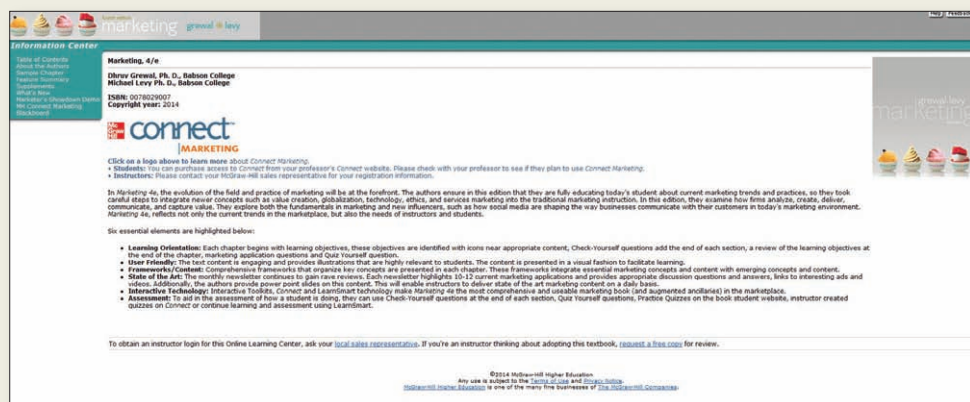 Help Feedback
fourth edition
marketing grewal levy
Information Center
Table of Contents
About the Authors
Sample Chapter
Feature Summary
Supplements
What's New
Marketer's Showdown Demo
MH Connect Marketing
Blackboard
Marketing, 4/e
Dhruv Grewal, Ph. D., Babson College
Michael Levy Ph. D., Babson College
ISBN: 0078029007
Copyright year: 2014
connect
MARKETING
grewal levy
marketing
Click on a logo above to learn more about Connect Marketing.
• Students: You can purchase access to Connect from your professor's Connect website. Please check with your professor to see if they plan to use Connect Marketing.
• Instructors: Please contact your McGraw-Hill sales representative for your registration information.
In Marketing 4e, the evolution of the field and practice of marketing will be at the forefront. The authors ensure in this edition that they are fully educating today's student about current marketing trends and practices, so they took
careful steps to integrate newer concepts such as value creation, globalization, technology, ethics, and services marketing into the traditional marketing instruction. In this edition, they examine how firms analyze, create, deliver,
communicate, and capture value. They explore both the fundamentals in marketing and new influencers, such as how social media are shaping the way businesses communicate with their customers in today's marketing environment.
Marketing 4e, reflects not only the current trends in the marketplace, but also the needs of instructors and students.
Six essential elements are highlighted below:
• Learning Orientation: Each chapter begins with learning objectives, these objectives are identified with icons near appropriate content, Check-Yourself questions add the end of each section, a review of the learning objectives at
the end of the chapter, marketing application questions and Quiz Yourself question.
• User Friendly: The text content is engaging and provides illustrations that are highly relevant to students. The content is presented in a visual fashion to facilitate learning.
• Frameworks/Content: Comprehensive frameworks that organize key concepts are presented in each chapter. These frameworks integrate essential marketing concepts and content with emerging concepts and content.
• State of the Art: The monthly newsletter continues to gain rave reviews. Each newsletter highlights 10-12 current marketing applications and provides appropriate discussion questions and answers, links to interesting ads and
videos. Additionally, the authors provide power point slides on this content. This will enable instructors to deliver state of the art marketing content on a daily basis.
• Interactive Technology: Interactive Toolkits, Connect and LearnSmart technology make Marketing 4e the most comprehensive and useable marketing book (and augmented ancillaries) in the marketplace.
• Assessment: To aid in the assessment of how a student is doing, they can use Check-Yourself questions at the end of each section, Quiz Yourself questions, Practice Quizzes on the book student website, instructor created
quizzes on Connect or continue learning and assessment using LearnSmart.
To obtain an instructor login for this Online Learning Center, ask your local sales representative. If you're an instructor thinking about adopting this textbook, request a free copy for review.
©2014 McGraw-Hill Higher Education
Any use is subject to the Terms of Use and Privacy Notice.
McGraw-Hill Higher Education is one of the many fine businesses of The McGraw-Hill Companies.